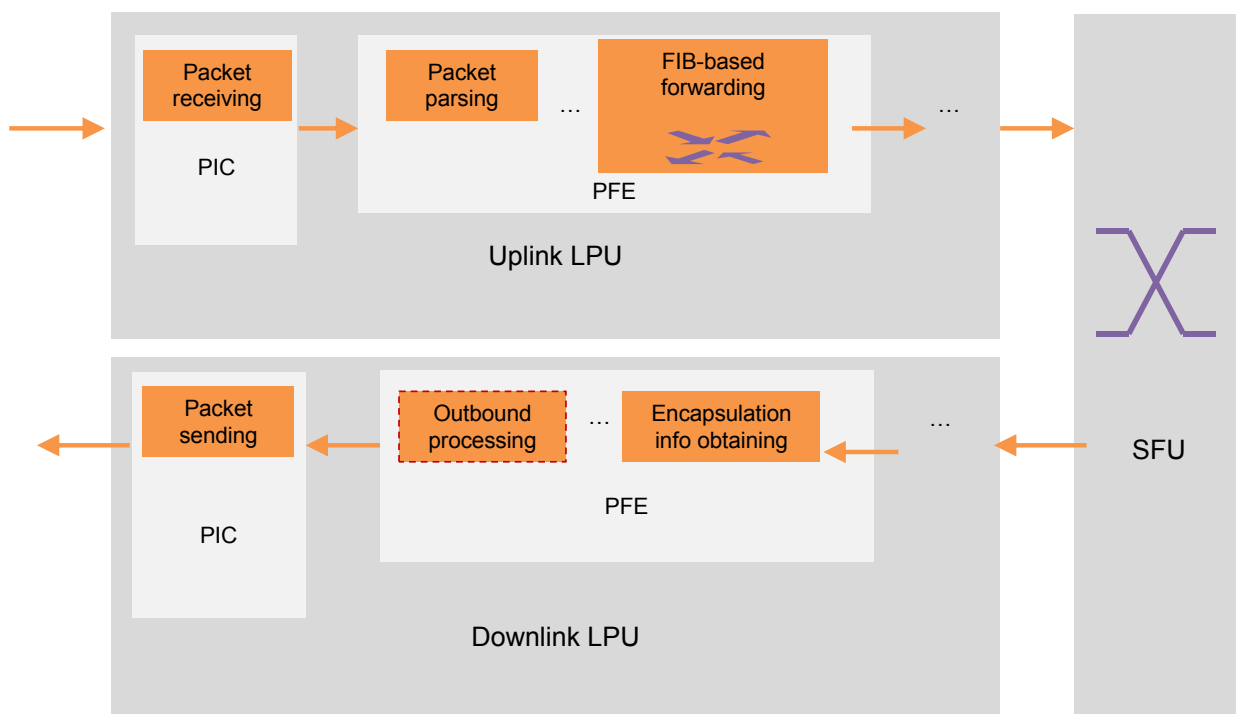 Packet
receiving
PIC
Packet
parsing
...
FIB-based
forwarding
PFE
...
Uplink LPU
Packet
sending
PIC
Outbound
processing
...
Encapsulation
info obtaining
PFE
...
Downlink LPU
SFU